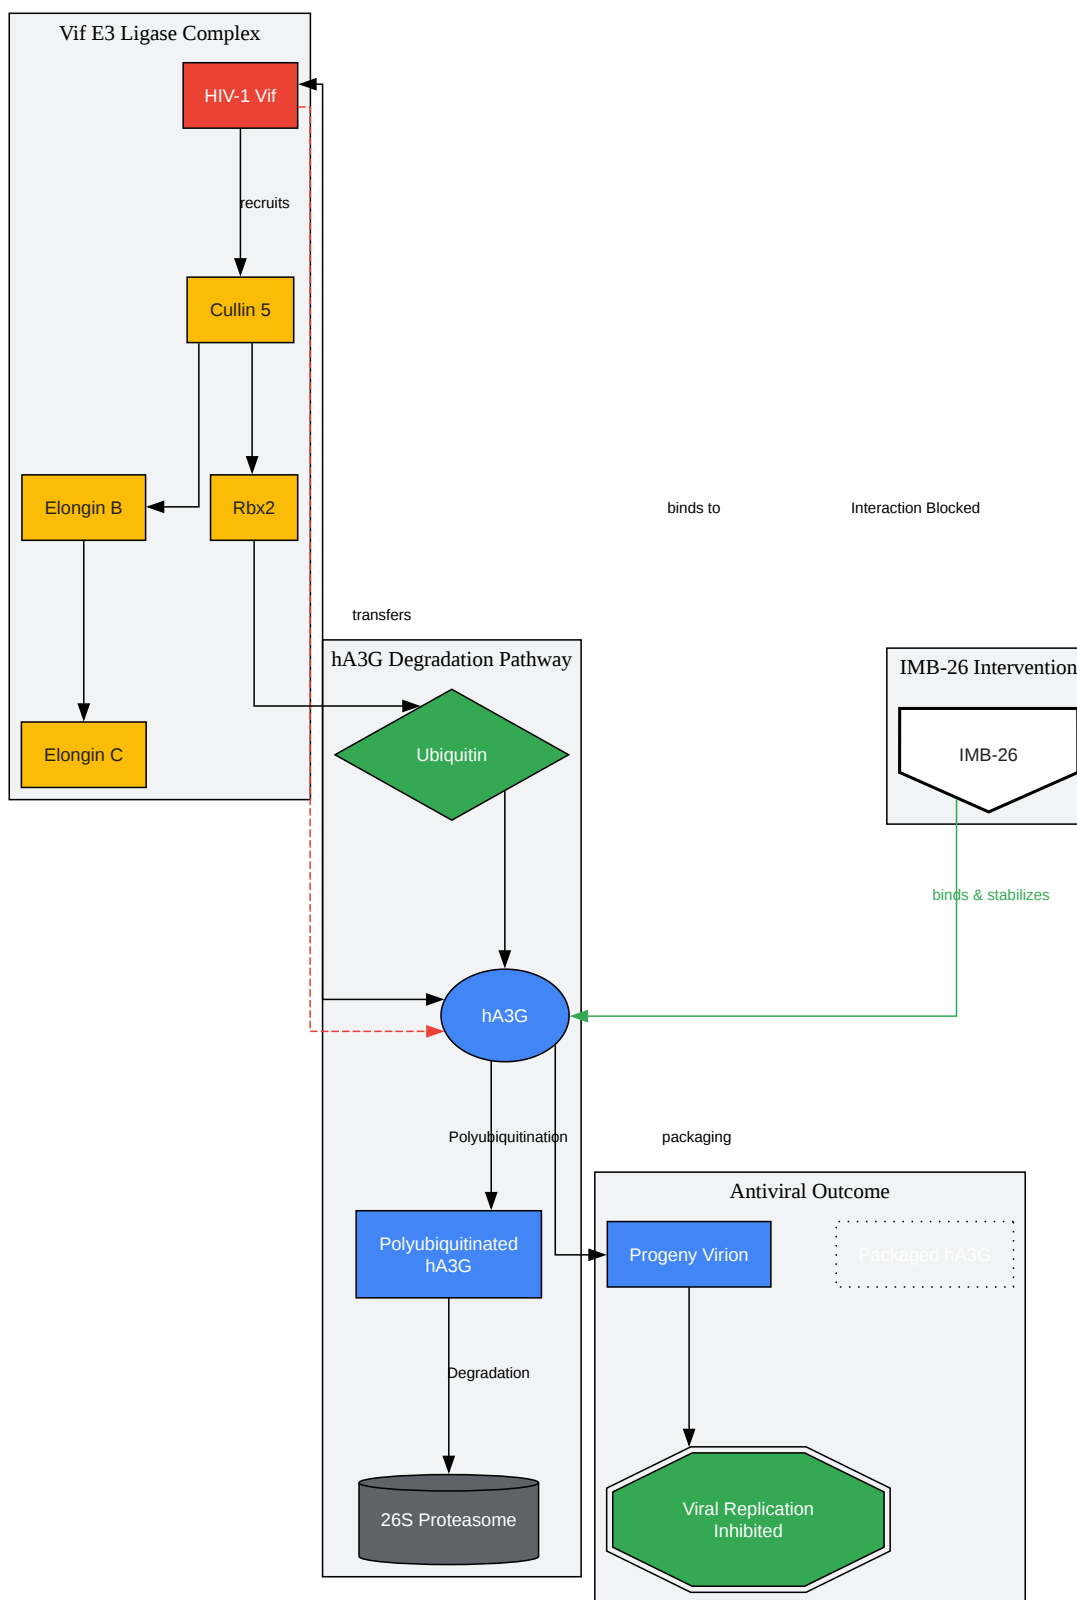 Vif E3 Ligase Complex
HIV-1 Vif
recruits
Cullin 5
Elongin B
Rbx2
binds to
Interaction Blocked
transfers
hA3G Degradation Pathway
IMB-26 Intervention
Elongin C
Ubiquitin
IMB-26
binds & stabilizes
hA3G
Polyubiquitination
packaging
Antiviral Outcome
Polyubiquitinated
hA3G
Progeny Virion
Packaged hA3G
Degradation
26S Proteasome
Viral Replication
Inhibited